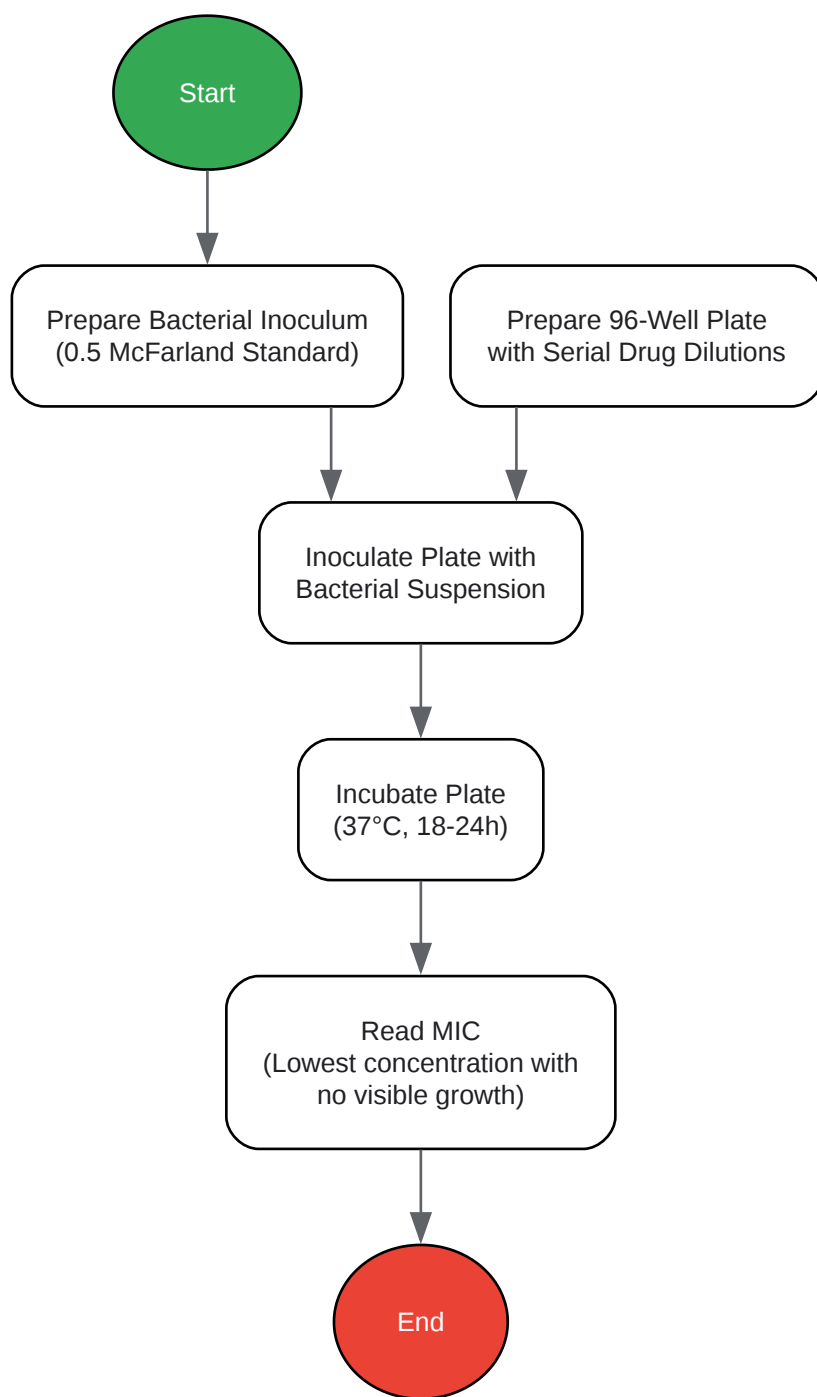 Start
Prepare Bacterial Inoculum
(0.5 McFarland Standard)
Prepare 96-Well Plate
with Serial Drug Dilutions
Inoculate Plate with
Bacterial Suspension
Incubate Plate
(37°C, 18-24h)
Read MIC
(Lowest concentration with
no visible growth)
End